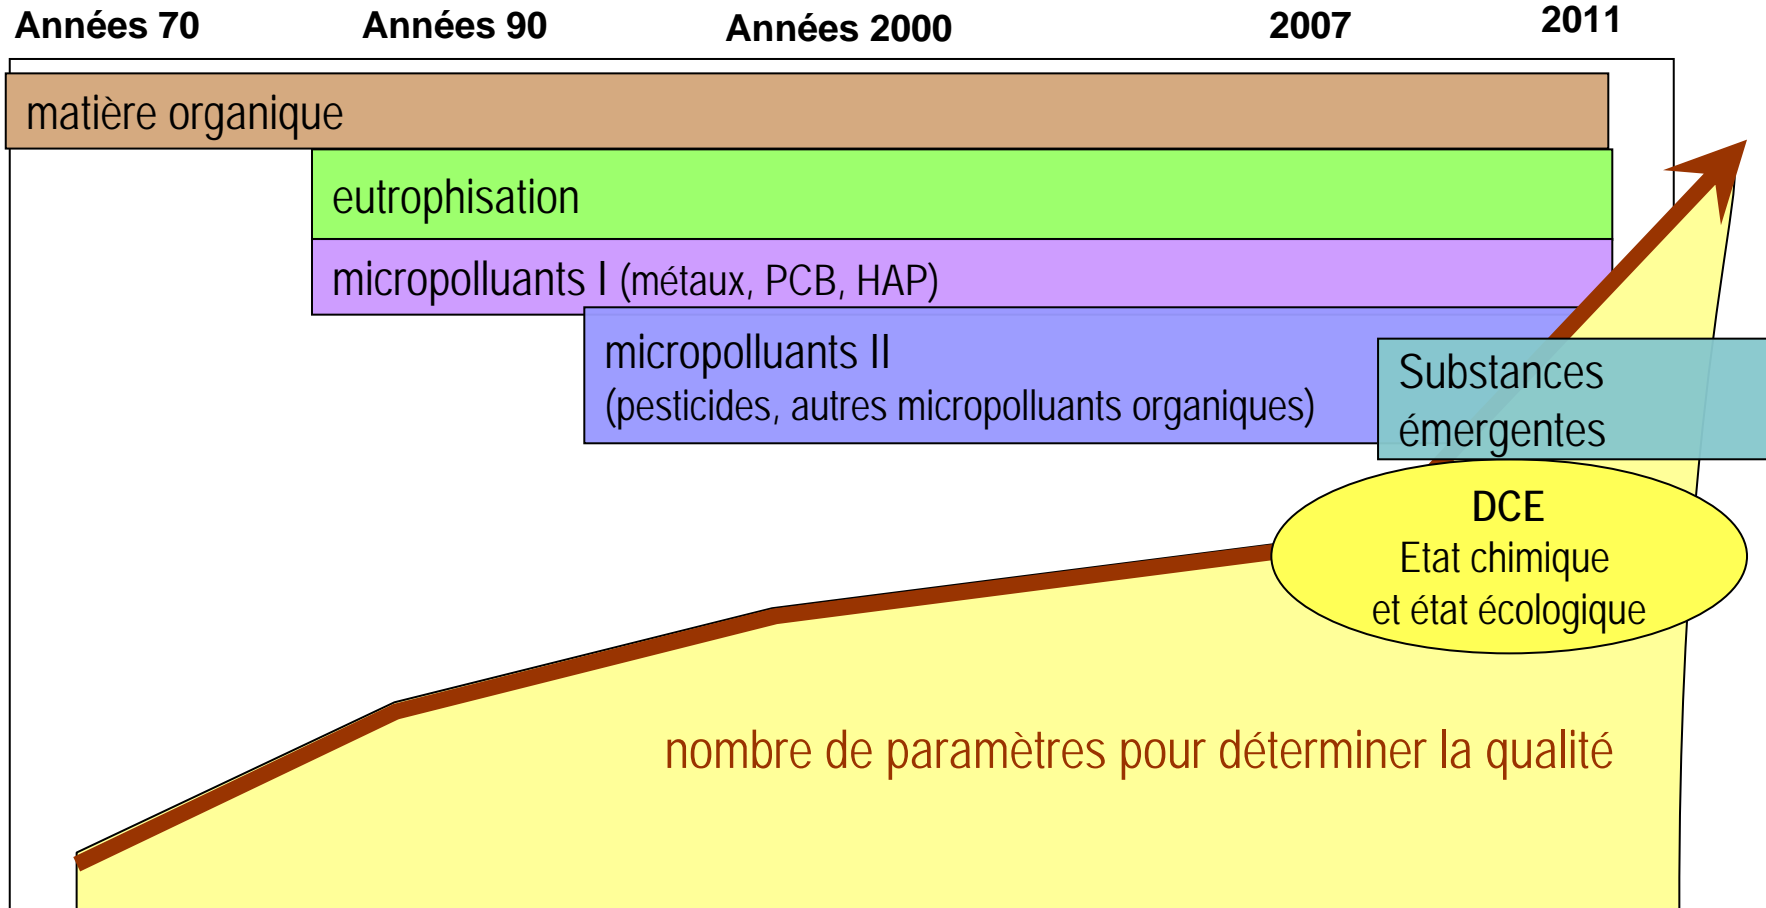 Années 70
Années 90
Années 2000
2007
2011
matière organique
eutrophisation
micropolluants I (métaux, PCB, HAP)
micropolluants II
(pesticides, autres micropolluants organiques)
Substances
émergentes
DCE
Etat chimique
et état écologique
nombre de paramètres pour déterminer la qualité